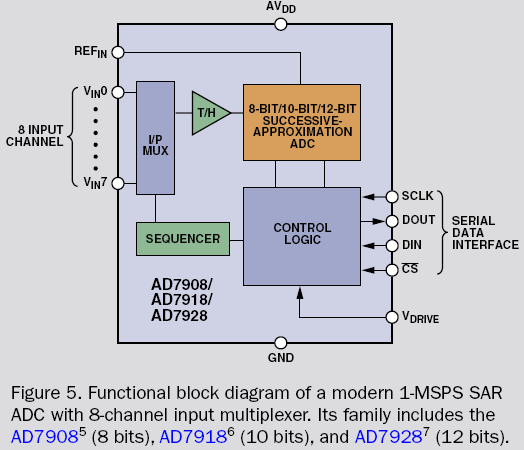 AVDD
REFIN
VIN0
8 INPUT
CHANNEL
VIN7
I/P
MUX
T/H
8-BIT/10-BIT/12-BIT
SUCCESSIVE-
APPROXIMATION
ADC
SEQUENCER
CONTROL
LOGIC
SCLK
DOUT
DIN
CS
SERIAL
DATA
INTERFACE
AD7908/
AD7918/
AD7928
VDRIVE
GND
Figure 5. Functional block diagram of a modern 1-MSPS SAR
ADC with 8-channel input multiplexer. Its family includes the
AD7908⁵ (8 bits), AD7918⁶ (10 bits), and AD7928⁷ (12 bits).